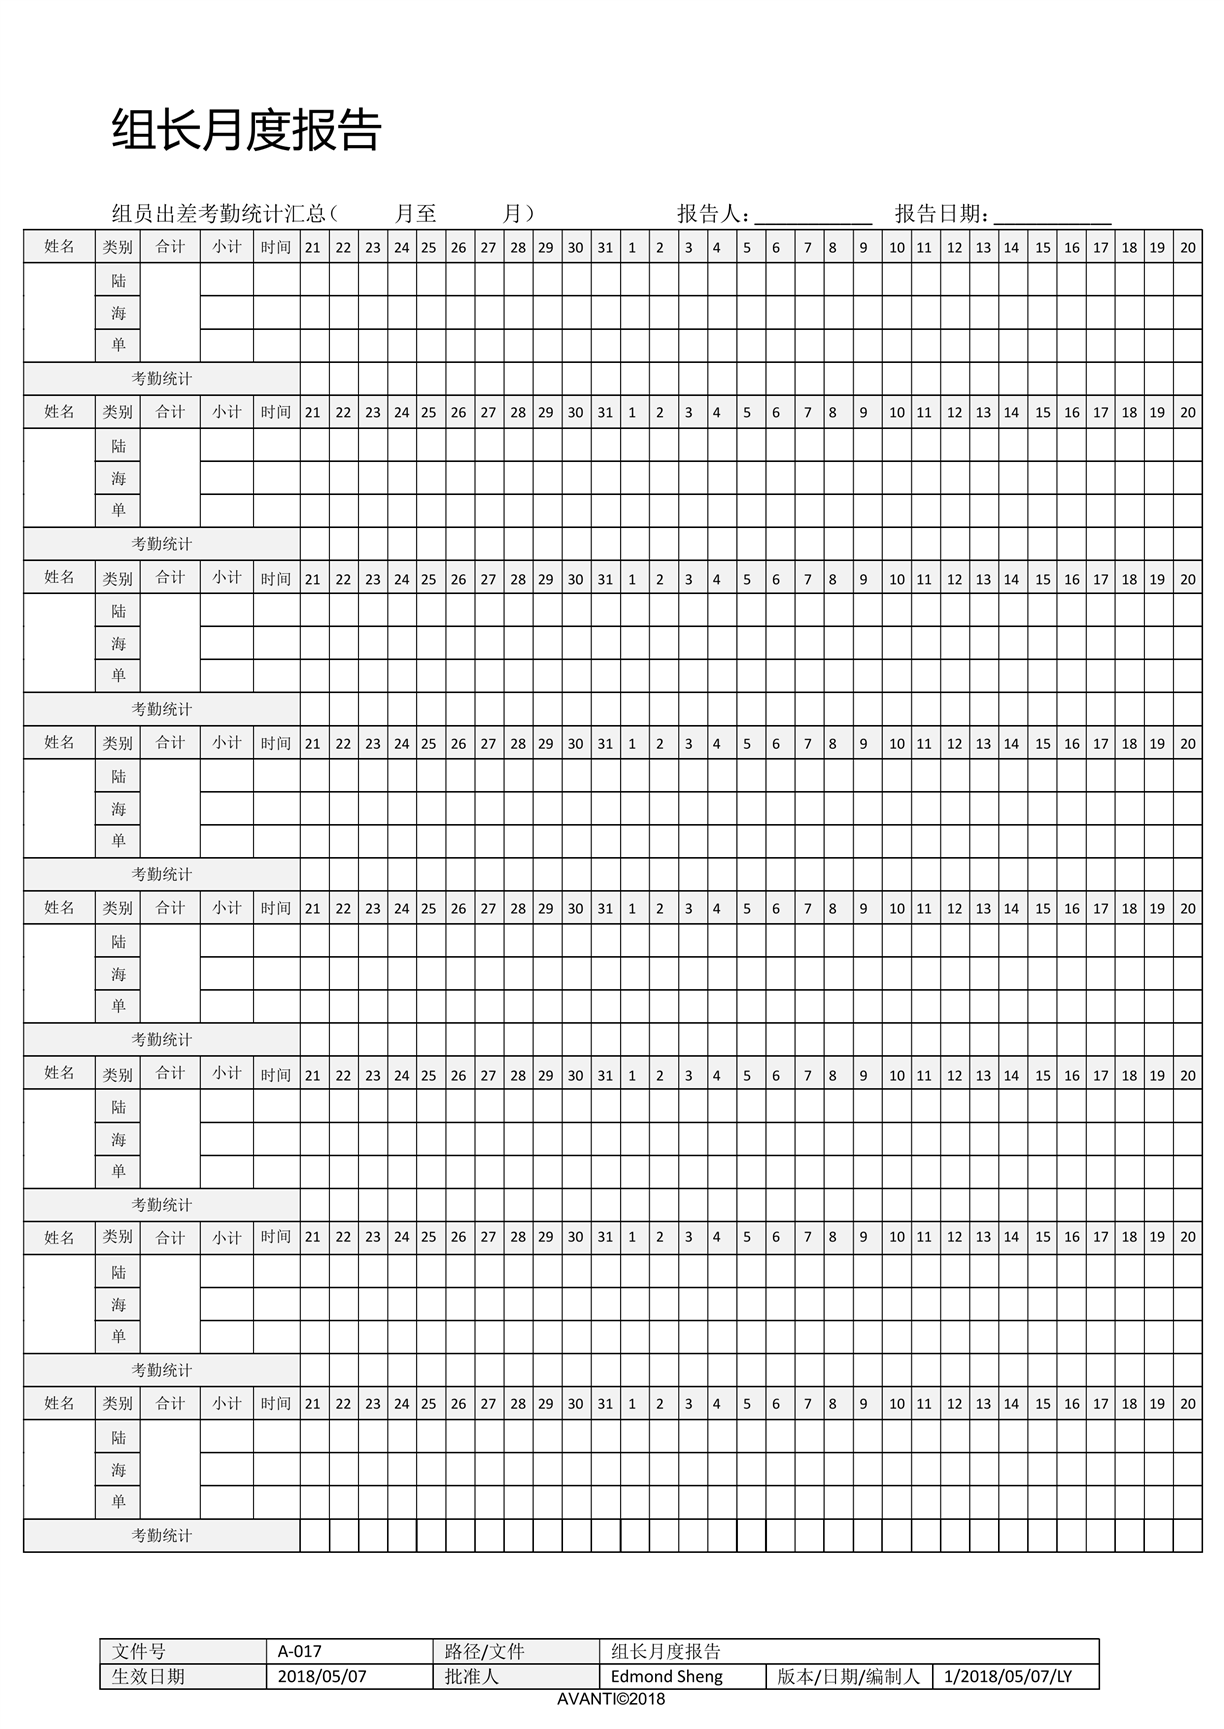 组长月度报告
组员出差考勤统计汇总（ 月至 月） 报告人：____________ 报告日期：____________
姓名 类别 合计 小计 时间 21 22 23 24 25 26 27 28 29 30 31 1 2 3 4 5 6 7 8 9 10 11 12 13 14 15 16 17 18 19 20
陆
海
单
考勤统计
姓名 类别 合计 小计 时间 21 22 23 24 25 26 27 28 29 30 31 1 2 3 4 5 6 7 8 9 10 11 12 13 14 15 16 17 18 19 20
陆
海
单
考勤统计
姓名 类别 合计 小计 时间 21 22 23 24 25 26 27 28 29 30 31 1 2 3 4 5 6 7 8 9 10 11 12 13 14 15 16 17 18 19 20
陆
海
单
考勤统计
姓名 类别 合计 小计 时间 21 22 23 24 25 26 27 28 29 30 31 1 2 3 4 5 6 7 8 9 10 11 12 13 14 15 16 17 18 19 20
陆
海
单
考勤统计
姓名 类别 合计 小计 时间 21 22 23 24 25 26 27 28 29 30 31 1 2 3 4 5 6 7 8 9 10 11 12 13 14 15 16 17 18 19 20
陆
海
单
考勤统计
姓名 类别 合计 小计 时间 21 22 23 24 25 26 27 28 29 30 31 1 2 3 4 5 6 7 8 9 10 11 12 13 14 15 16 17 18 19 20
陆
海
单
考勤统计
姓名 类别 合计 小计 时间 21 22 23 24 25 26 27 28 29 30 31 1 2 3 4 5 6 7 8 9 10 11 12 13 14 15 16 17 18 19 20
陆
海
单
考勤统计
姓名 类别 合计 小计 时间 21 22 23 24 25 26 27 28 29 30 31 1 2 3 4 5 6 7 8 9 10 11 12 13 14 15 16 17 18 19 20
陆
海
单
考勤统计
文件号 A-017 路径/文件 组长月度报告
生效日期 2018/05/07 批准人 Edmond Sheng 版本/日期/编制人 1/2018/05/07/LY
AVANTI©2018